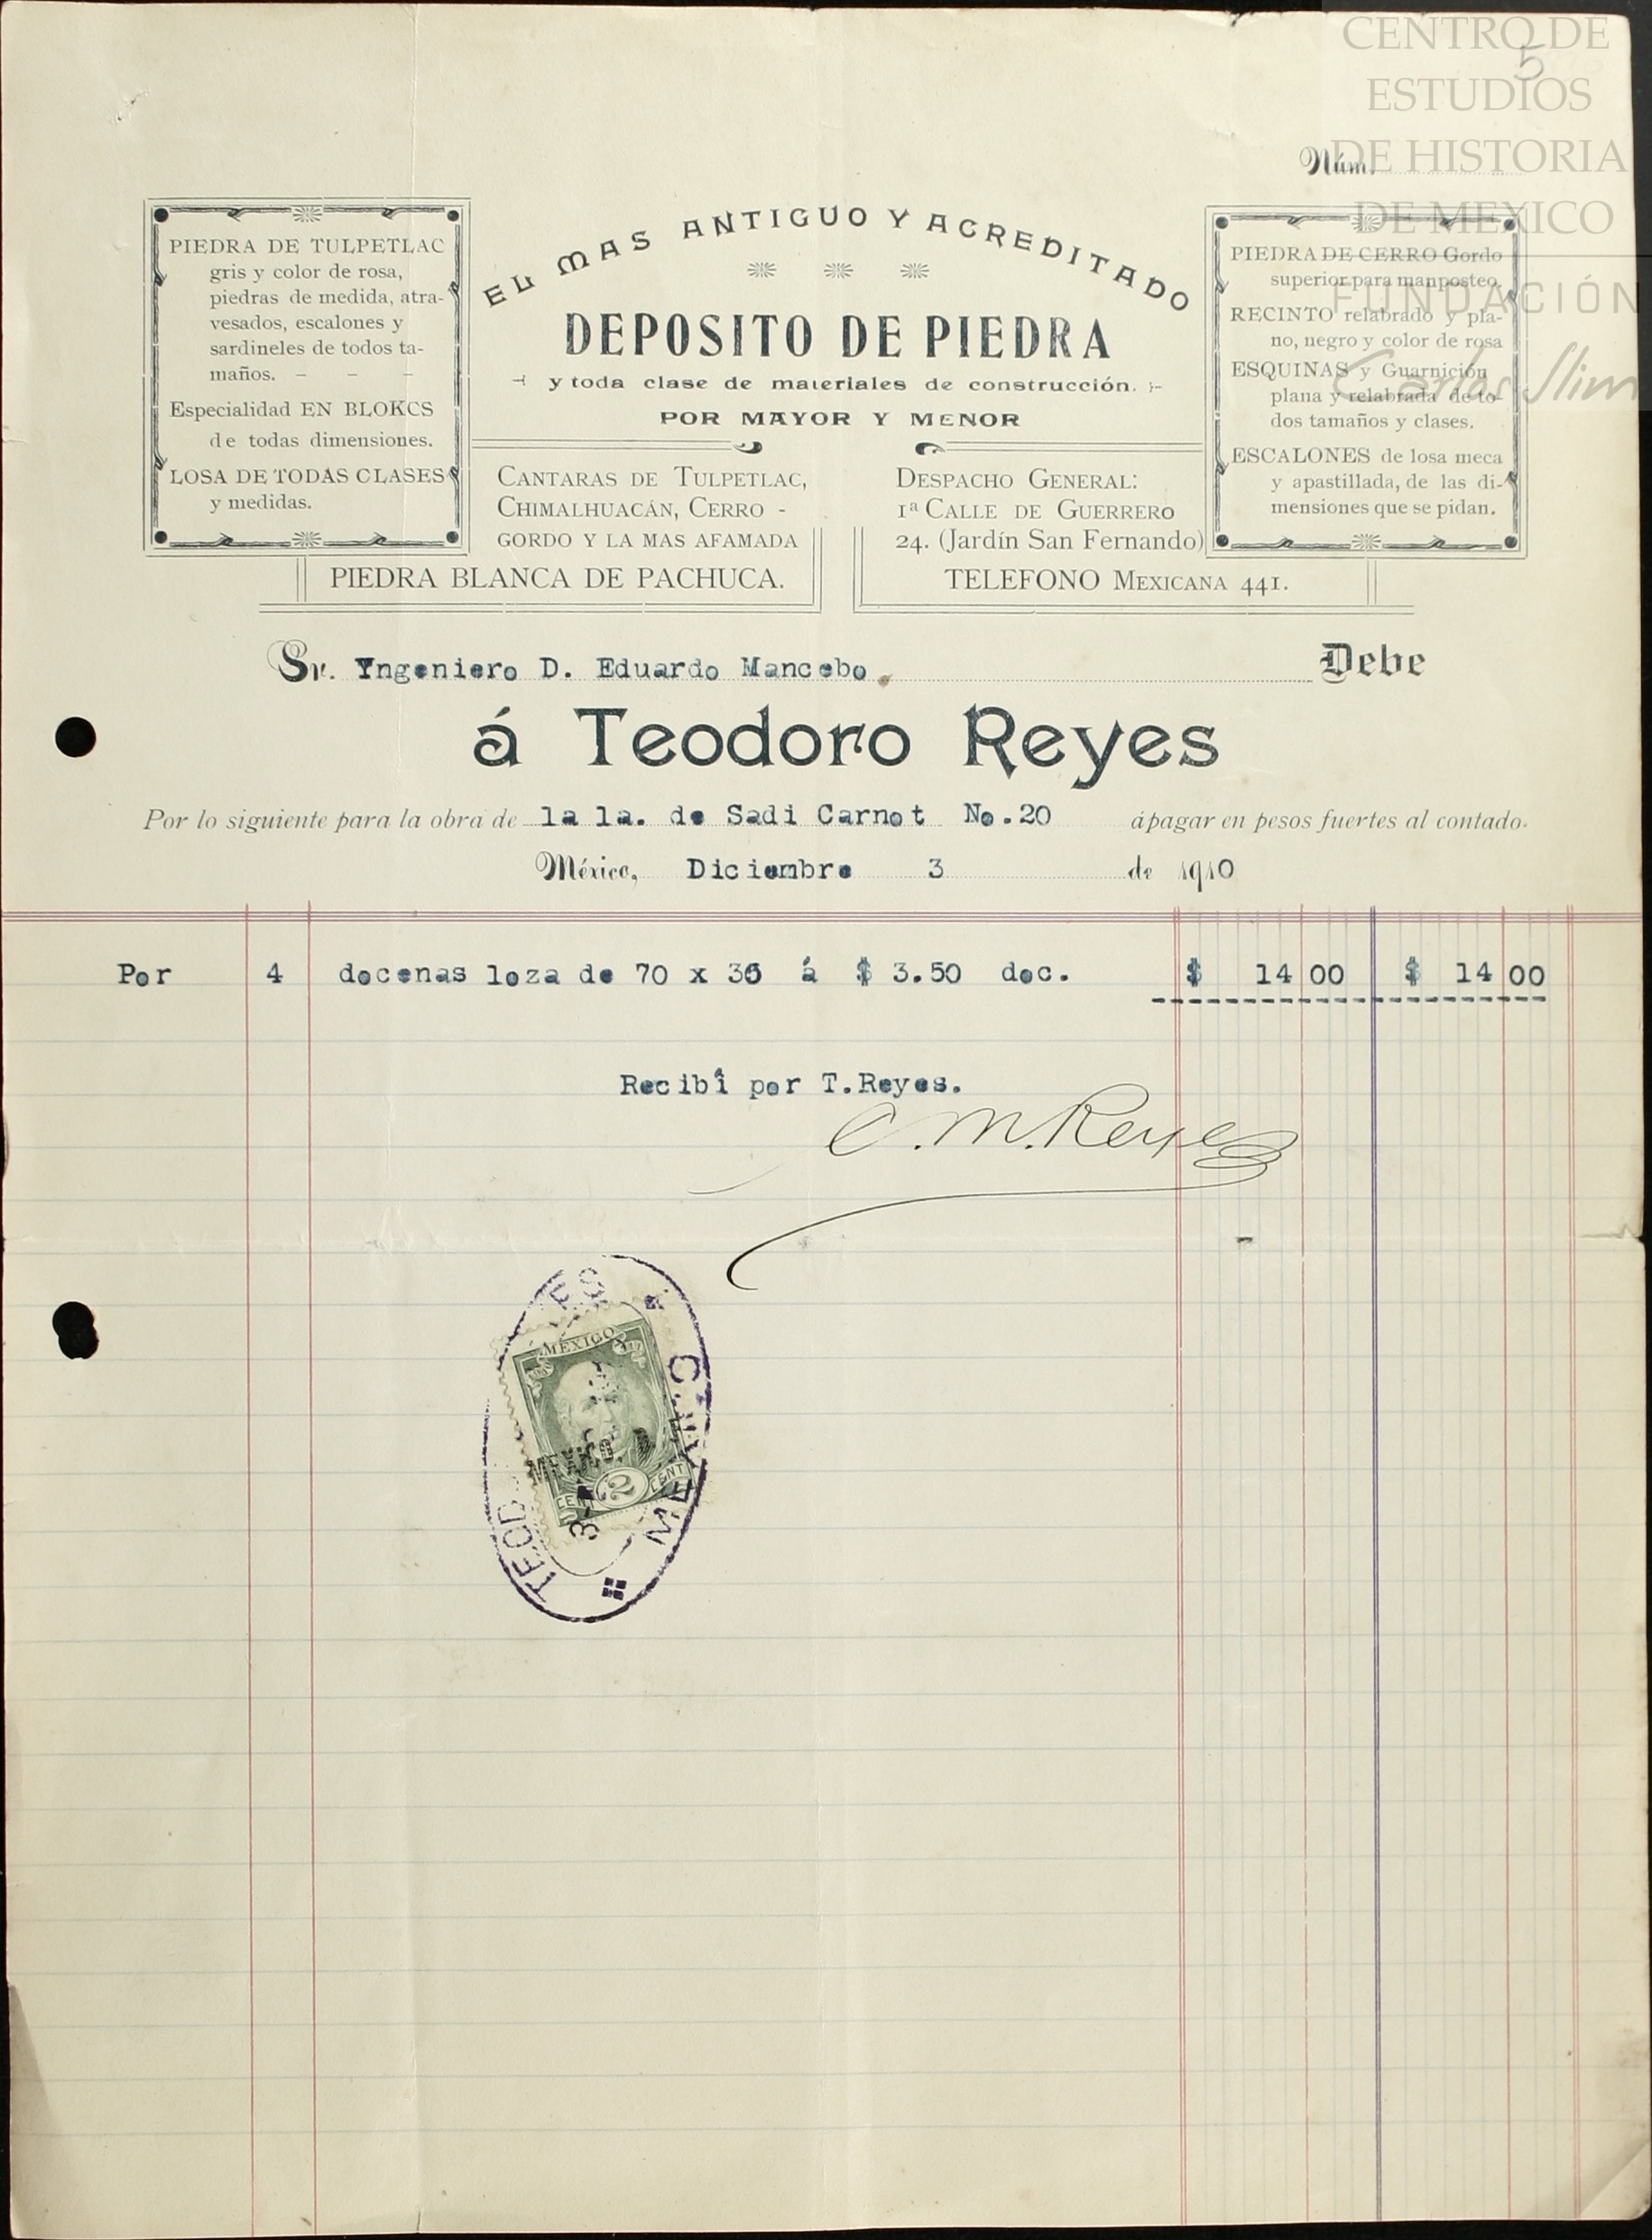 CENTRO DE
ESTUDIOS
DE HISTORIA
DE MEXICO
FUNDACIÓN
Carlos Slim
5
Núm.
PIEDRA DE TULPETLAC
gris y color de rosa,
piedras de medida, atra-
vesados, escalones y
sardineles de todos ta-
maños. - - -
Especialidad EN BLOKCS
de todas dimensiones.
LOSA DE TODAS CLASES
y medidas.
EL MAS ANTIGUO Y ACREDITADO
DEPOSITO DE PIEDRA
y toda clase de materiales de construcción.
POR MAYOR Y MENOR
CANTARAS DE TULPETLAC,
CHIMALHUACÁN, CERRO -
GORDO Y LA MAS AFAMADA
PIEDRA BLANCA DE PACHUCA.
DESPACHO GENERAL:
1ª CALLE DE GUERRERO
24. (Jardín San Fernando)
TELEFONO MEXICANA 441.
PIEDRA DE CERRO Gordo
superior para manposteo.
RECINTO relabrado y pla-
no, negro y color de rosa
ESQUINAS y Guarnición
plana y relabrada de to-
dos tamaños y clases.
ESCALONES de losa meca
y apastillada, de las di-
mensiones que se pidan.
Sr. Yngeniero D. Eduardo Mancebo. Debe
á Teodoro Reyes
Por lo siguiente para la obra de la 1a. de Sadi Carnot No.20 á pagar en pesos fuertes al contado.
México, Diciembre 3 de 1910
Por 4 docenas loza de 70 x 36 á $ 3.50 doc. $ 14 00 $ 14 00
Recibî por T.Reyes.
C. M. Reyes
MÉXICO
2
CENT
MEXICO